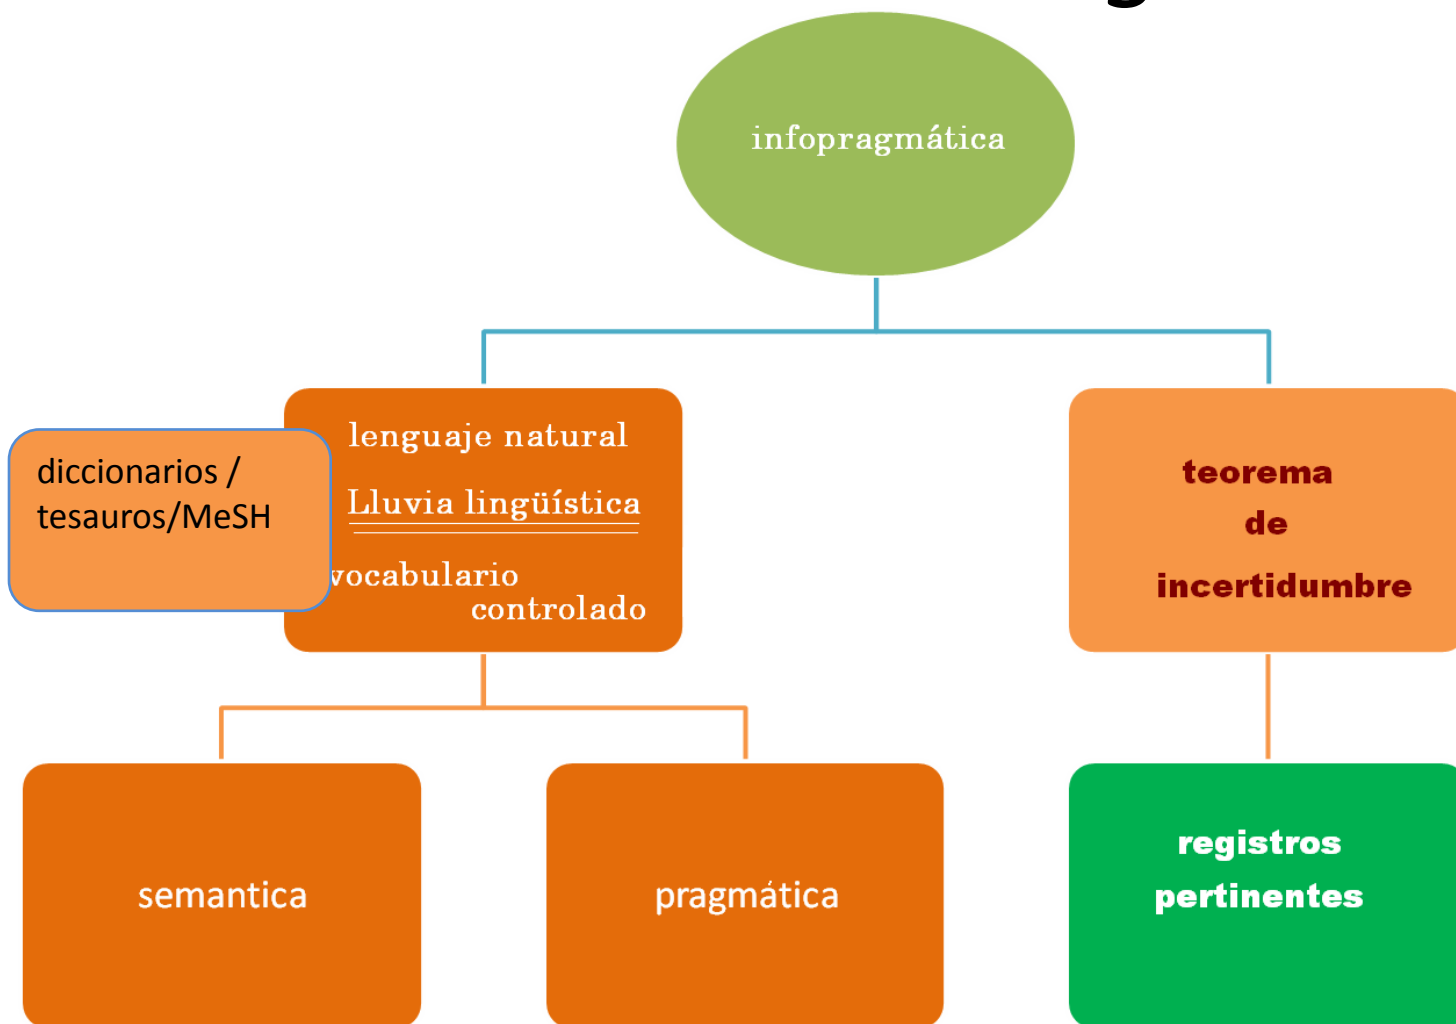 infopragmática
lenguaje natural
Lluvia lingüística
vocabulario
controlado
diccionarios /
tesauros/MeSH
teorema
de
incertidumbre
semantica
pragmática
registros
pertinentes